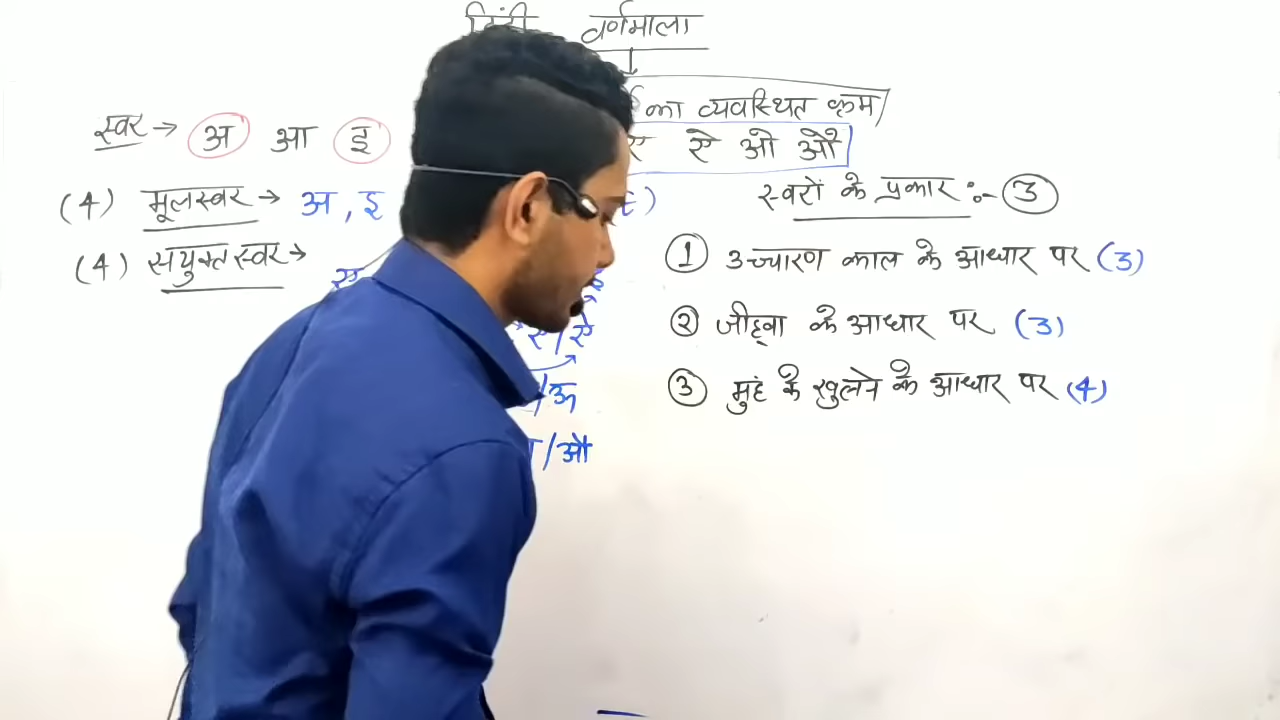 हिंदी वर्णमाला
का व्यवस्थित क्रम
स्वर → अ आ इ ए ऐ ओ औ
(4) मूलस्वर → अ, इ
(4) संयुक्त स्वर →
ए/ऐ
/ऊ
/औ
स्वरों के प्रकार :- 3
1 उच्चारण काल के आधार पर (3)
2 जीह्वा के आधार पर (3)
3 मुहं के खुलने के आधार पर (4)